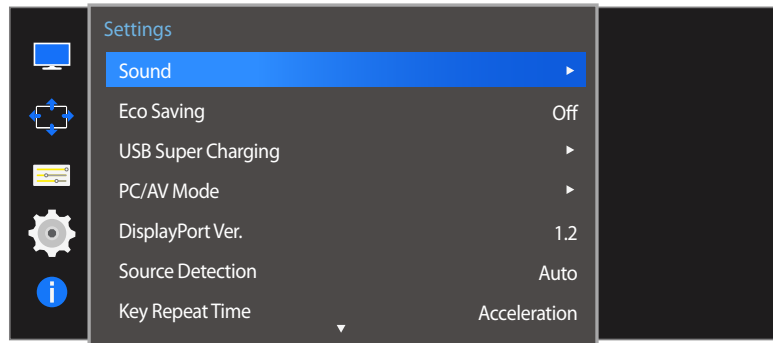 Settings
Sound
Eco Saving Off
USB Super Charging
PC/AV Mode
DisplayPort Ver. 1.2
Source Detection Auto
Key Repeat Time Acceleration